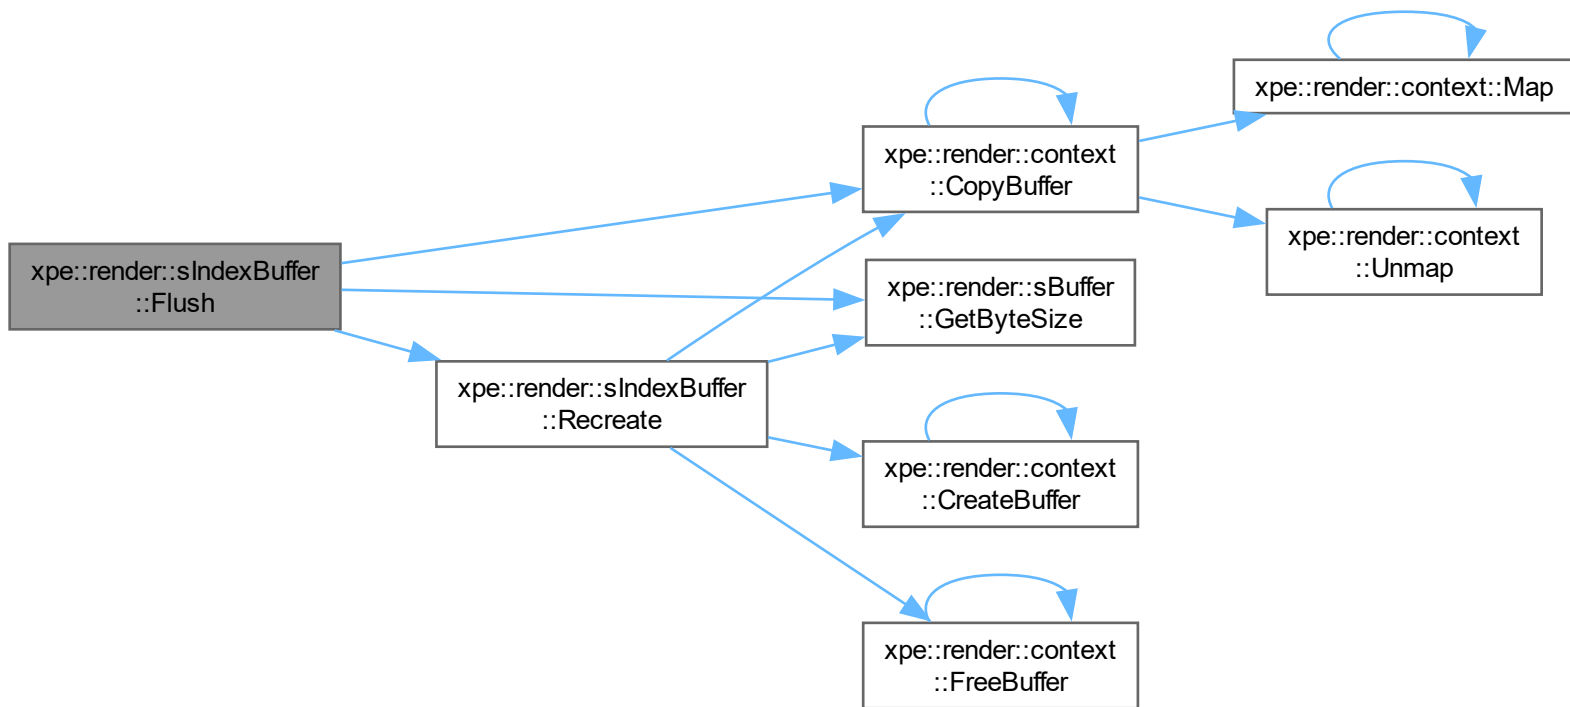 xpe::render::context::Map
xpe::render::context
::CopyBuffer
xpe::render::context
::Unmap
xpe::render::sIndexBuffer
::Flush
xpe::render::sBuffer
::GetByteSize
xpe::render::sIndexBuffer
::Recreate
xpe::render::context
::CreateBuffer
xpe::render::context
::FreeBuffer